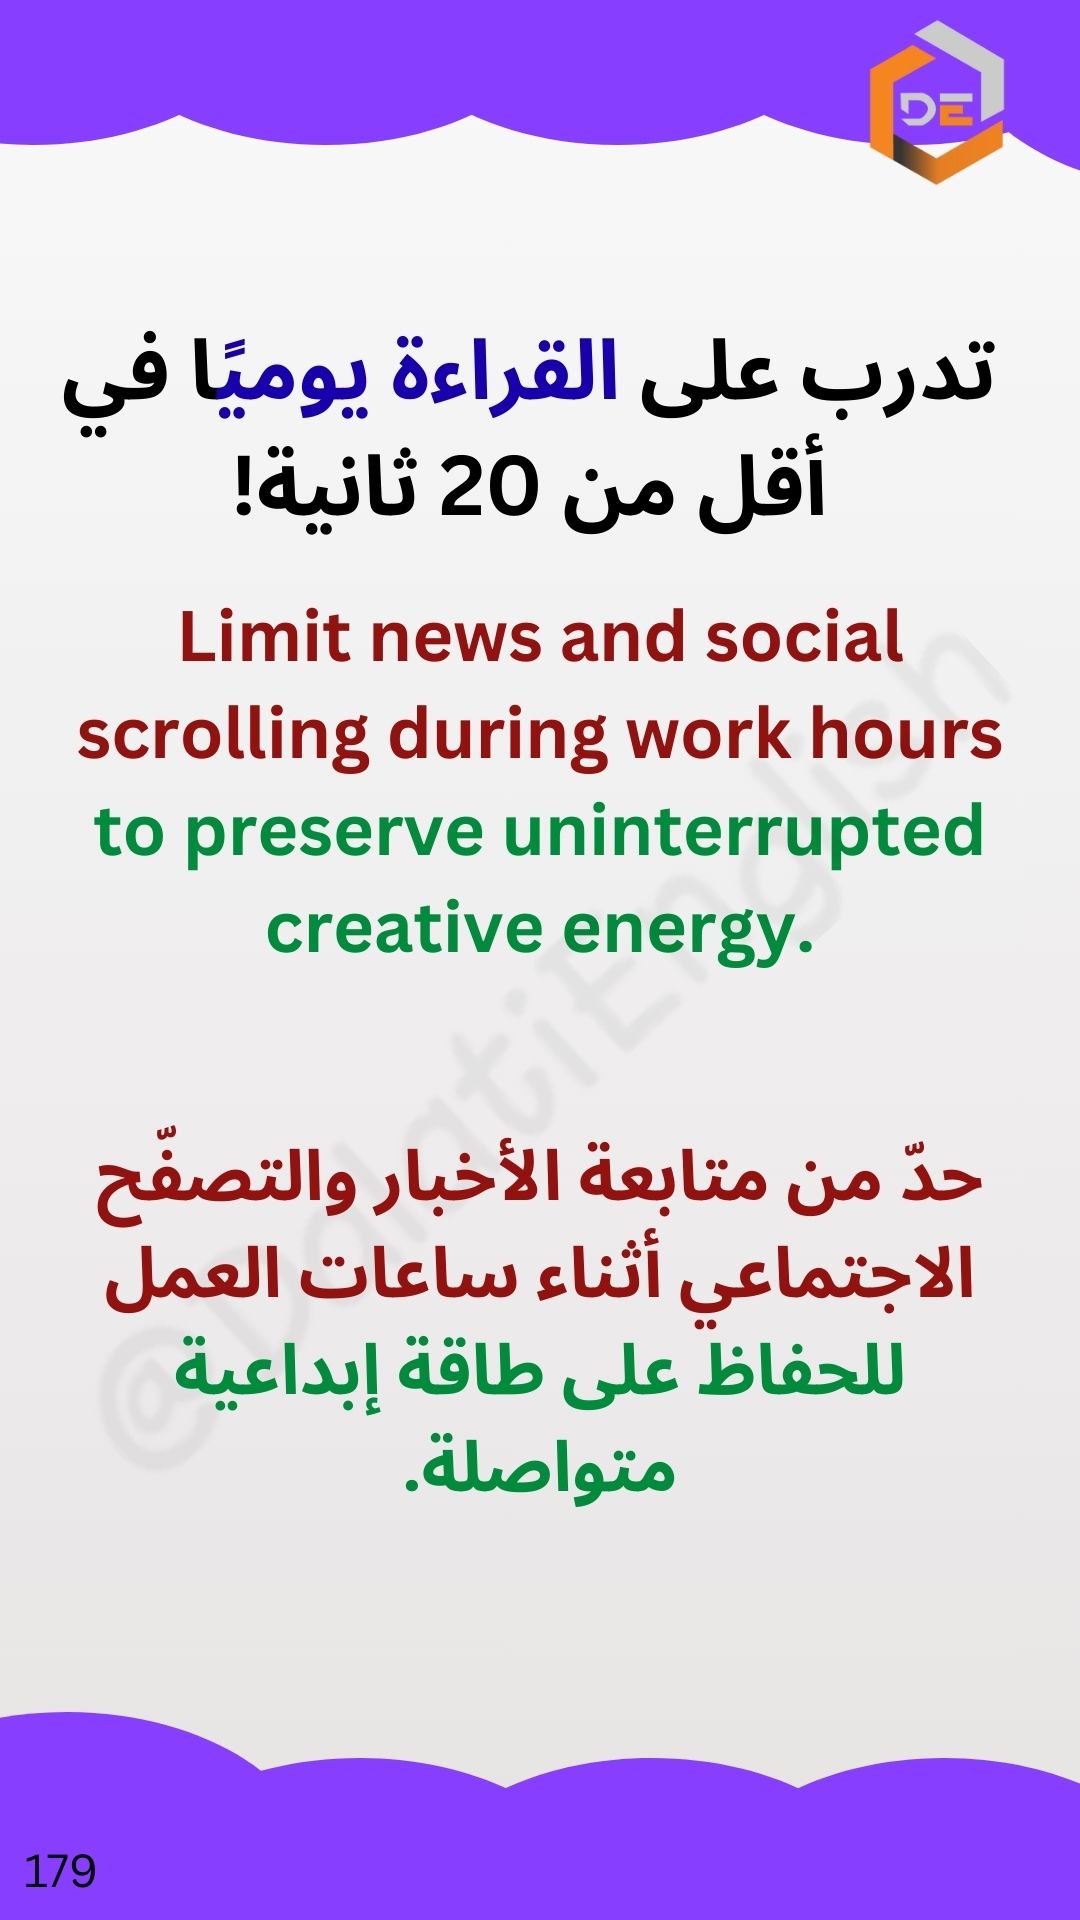 DE
تدرب على القراءة يوميًا في
أقل من 20 ثانية!
Limit news and social
scrolling during work hours
to preserve uninterrupted
creative energy.
@DalatiEnglish
حدّ من متابعة الأخبار والتصفّح
الاجتماعي أثناء ساعات العمل
للحفاظ على طاقة إبداعية
متواصلة.
179